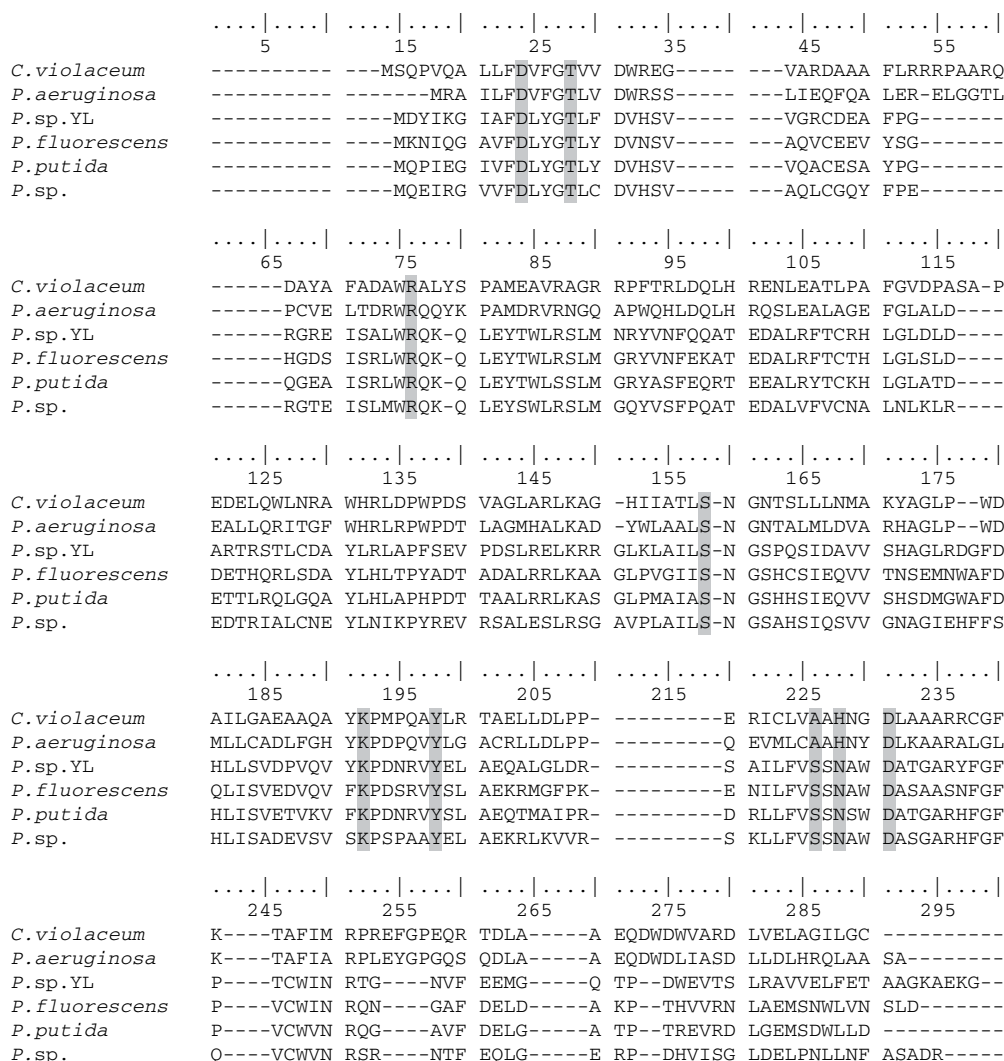 ....|....| ....|....| ....|....| ....|....| ....|....| ....|....|
5 15 25 35 45 55
C.violaceum ---------- ---MSQPVQA LLFDVFGTVV DWREG----- ---VARDAAA FLRRRPAARQ
P.aeruginosa ---------- -------MRA ILFDVFGTLV DWRSS----- ---LIEQFQA LER-ELGGTL
P.sp.YL ---------- ----MDYIKG IAFDLYGTLF DVHSV----- ---VGRCDEA FPG-------
P.fluorescens ---------- ----MKNIQG AVFDLYGTLY DVNSV----- ---AQVCEEV YSG-------
P.putida ---------- ----MQPIEG IVFDLYGTLY DVHSV----- ---VQACESA YPG-------
P.sp. ---------- ----MQEIRG VVFDLYGTLC DVHSV----- ---AQLCGQY FPE-------
....|....| ....|....| ....|....| ....|....| ....|....| ....|....|
65 75 85 95 105 115
C.violaceum ------DAYA FADAWRALYS PAMEAVRAGR RPFTRLDQLH RENLEATLPA FGVDPASA-P
P.aeruginosa ------PCVE LTDRWRQQYK PAMDRVRNGQ APWQHLDQLH RQSLEALAGE FGLALD----
P.sp.YL ------RGRE ISALWRQK-Q LEYTWLRSLM NRYVNFQQAT EDALRFTCRH LGLDLD----
P.fluorescens ------HGDS ISRLWRQK-Q LEYTWLRSLM GRYVNFEKAT EDALRFTCTH LGLSLD----
P.putida ------QGEA ISRLWRQK-Q LEYTWLSSLM GRYASFEQRT EEALRYTCKH LGLATD----
P.sp. ------RGTE ISLMWRQK-Q LEYSWLRSLM GQYVSFPQAT EDALVFVCNA LNLKLR----
....|....| ....|....| ....|....| ....|....| ....|....| ....|....|
125 135 145 155 165 175
C.violaceum EDELQWLNRA WHRLDPWPDS VAGLARLKAG -HIIATLS-N GNTSLLLNMA KYAGLP--WD
P.aeruginosa EALLQRITGF WHRLRPWPDT LAGMHALKAD -YWLAALS-N GNTALMLDVA RHAGLP--WD
P.sp.YL ARTRSTLCDA YLRLAPFSEV PDSLRELKRR GLKLAILS-N GSPQSIDAVV SHAGLRDGFD
P.fluorescens DETHQRLSDA YLHLTPYADT ADALRRLKAA GLPVGIIS-N GSHCSIEQVV TNSEMNWAFD
P.putida ETTLRQLGQA YLHLAPHPDT TAALRRLKAS GLPMAIAS-N GSHHSIEQVV SHSDMGWAFD
P.sp. EDTRIALCNE YLNIKPYREV RSALESLRSG AVPLAILS-N GSAHSIQSVV GNAGIEHFFS
....|....| ....|....| ....|....| ....|....| ....|....| ....|....|
185 195 205 215 225 235
C.violaceum AILGAEAAQA YKPMPQAYLR TAELLDLPP- ---------E RICLVAAHNG DLAAARRCGF
P.aeruginosa MLLCADLFGH YKPDPQVYLG ACRLLDLPP- ---------Q EVMLCAAHNY DLKAARALGL
P.sp.YL HLLSVDPVQV YKPDNRVYEL AEQALGLDR- ---------S AILFVSSNAW DATGARYFGF
P.fluorescens QLISVEDVQV FKPDSRVYSL AEKRMGFPK- ---------E NILFVSSNAW DASAASNFGF
P.putida HLISVETVKV FKPDNRVYSL AEQTMAIPR- ---------D RLLFVSSNSW DATGARHFGF
P.sp. HLISADEVSV SKPSPAAYEL AEKRLKVVR- ---------S KLLFVSSNAW DASGARHFGF
....|....| ....|....| ....|....| ....|....| ....|....| ....|....|
245 255 265 275 285 295
C.violaceum K----TAFIM RPREFGPEQR TDLA-----A EQDWDWVARD LVELAGILGC ----------
P.aeruginosa K----TAFIA RPLEYGPGQS QDLA-----A EQDWDLIASD LLDLHRQLAA SA--------
P.sp.YL P----TCWIN RTG----NVF EEMG-----Q TP--DWEVTS LRAVVELFET AAGKAEKG--
P.fluorescens P----VCWIN RQN----GAF DELD-----A KP--THVVRN LAEMSNWLVN SLD-------
P.putida P----VCWVN RQG----AVF DELG-----A TP--TREVRD LGEMSDWLLD ----------
P.sp. Q----VCWVN RSR----NTF EQLG-----E RP--DHVISG LDELPNLLNF ASADR-----